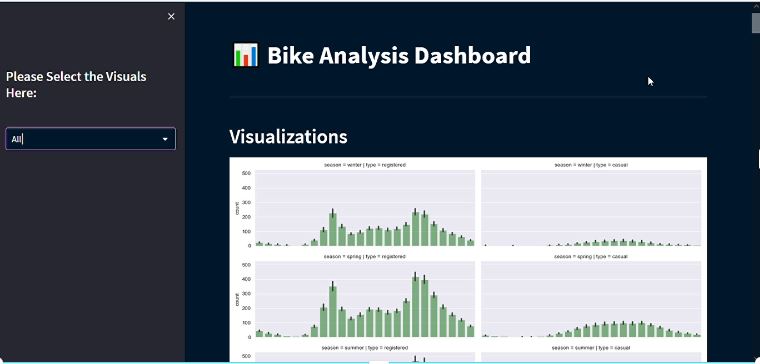 ×
Please Select the Visuals
Here:
All
📊 Bike Analysis Dashboard
Visualizations
season = winter | type = registered
season = winter | type = casual
500
400
300
200
100
0
count
season = spring | type = registered
season = spring | type = casual
500
400
300
200
100
0
count
season = summer | type = registered
season = summer | type = casual
500